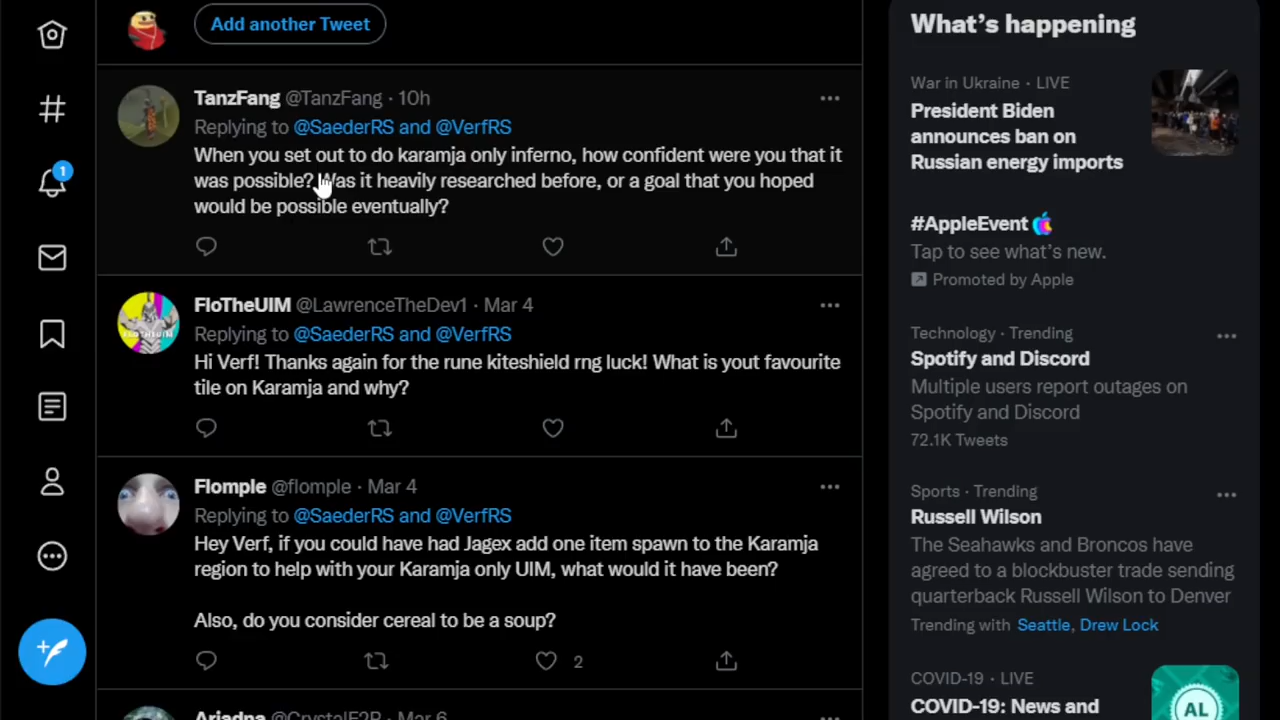 Add another Tweet
TanzFang @TanzFang · 10h
Replying to @SaederRS and @VerfRS
When you set out to do karamja only inferno, how confident were you that it
was possible? Was it heavily researched before, or a goal that you hoped
would be possible eventually?
FloTheUIM @LawrenceTheDev1 · Mar 4
Replying to @SaederRS and @VerfRS
Hi Verf! Thanks again for the rune kiteshield rng luck! What is yout favourite
tile on Karamja and why?
Flomple @flomple · Mar 4
Replying to @SaederRS and @VerfRS
Hey Verf, if you could have had Jagex add one item spawn to the Karamja
region to help with your Karamja only UIM, what would it have been?
Also, do you consider cereal to be a soup?
2
Ariadna @CrystalF2P · Mar 6
1
What's happening
War in Ukraine · LIVE
President Biden
announces ban on
Russian energy imports
#AppleEvent
Tap to see what's new.
Promoted by Apple
Technology · Trending
Spotify and Discord
Multiple users report outages on
Spotify and Discord
72.1K Tweets
Sports · Trending
Russell Wilson
The Seahawks and Broncos have
agreed to a blockbuster trade sending
quarterback Russell Wilson to Denver
Trending with Seattle, Drew Lock
COVID-19 · LIVE
COVID-19: News and
AL